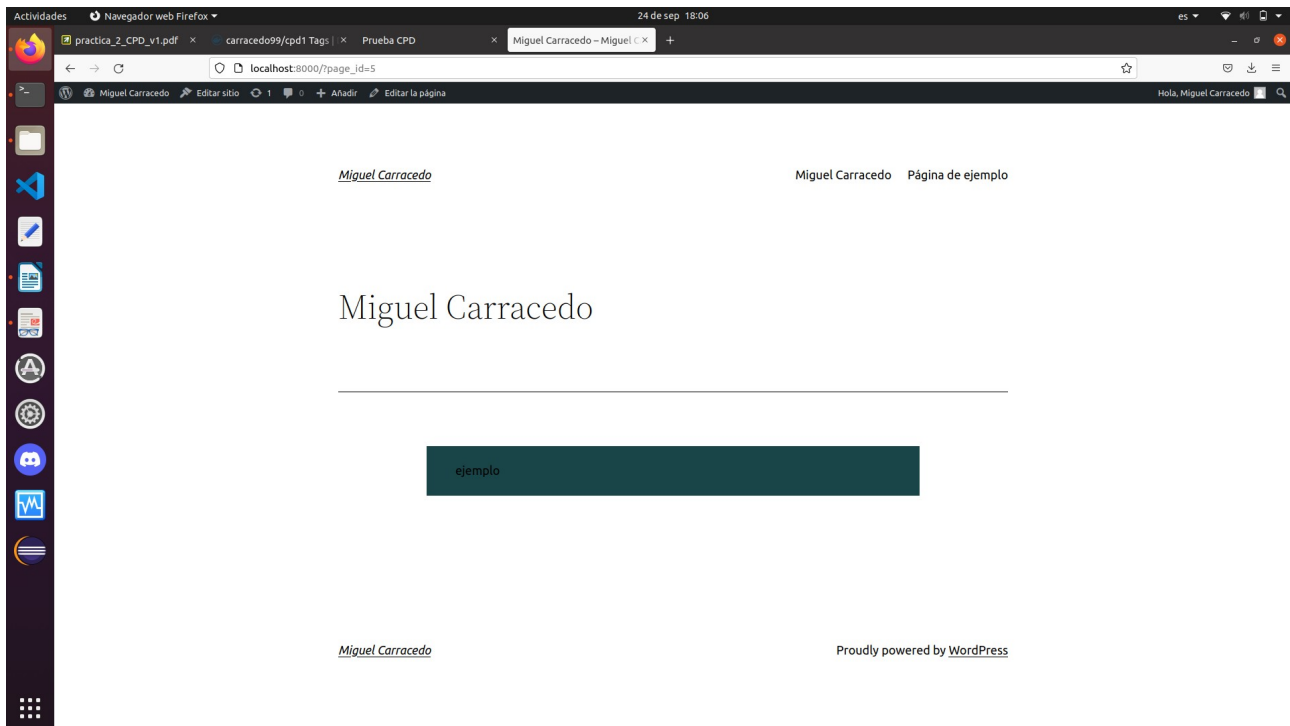 Actividades Navegador web Firefox 24 de sep 18:06 es
practica_2_CPD_v1.pdf carracedo99/cpd1 Tags | Prueba CPD Miguel Carracedo – Miguel C
localhost:8000/?page_id=5
Miguel Carracedo Editar sitio 1 0 Añadir Editar la página Hola, Miguel Carracedo
Miguel Carracedo Miguel Carracedo Página de ejemplo
Miguel Carracedo
ejemplo
Miguel Carracedo Proudly powered by WordPress